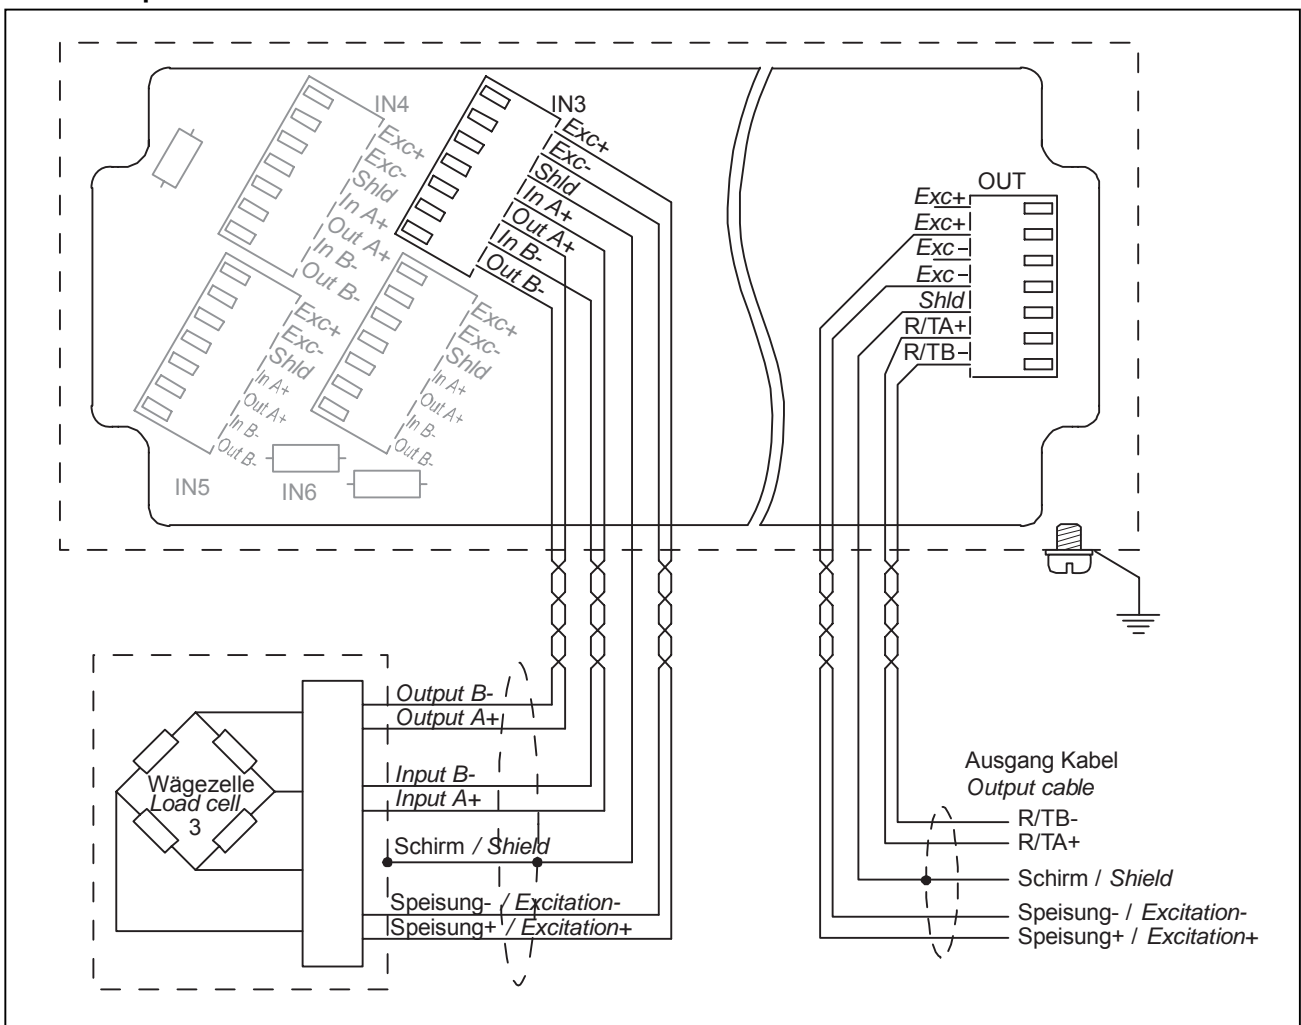 IN4
Exc+
Exc-
Shld
In A+
Out A+
In B-
Out B-
IN3
Exc+
Exc-
Shld
In A+
Out A+
In B-
Out B-
OUT
Exc+
Exc+
Exc-
Exc-
Shld
R/TA+
R/TB-
Exc+
Exc-
Shld
In A+
Out A+
In B-
Out B-
IN5
Exc+
Exc-
Shld
In A+
Out A+
In B-
Out B-
IN6
Output B-
Output A+
Input B-
Input A+
Schirm / Shield
Speisung- / Excitation-
Speisung+ / Excitation+
Wägezelle
Load cell
3
Ausgang Kabel
Output cable
R/TB-
R/TA+
Schirm / Shield
Speisung- / Excitation-
Speisung+ / Excitation+